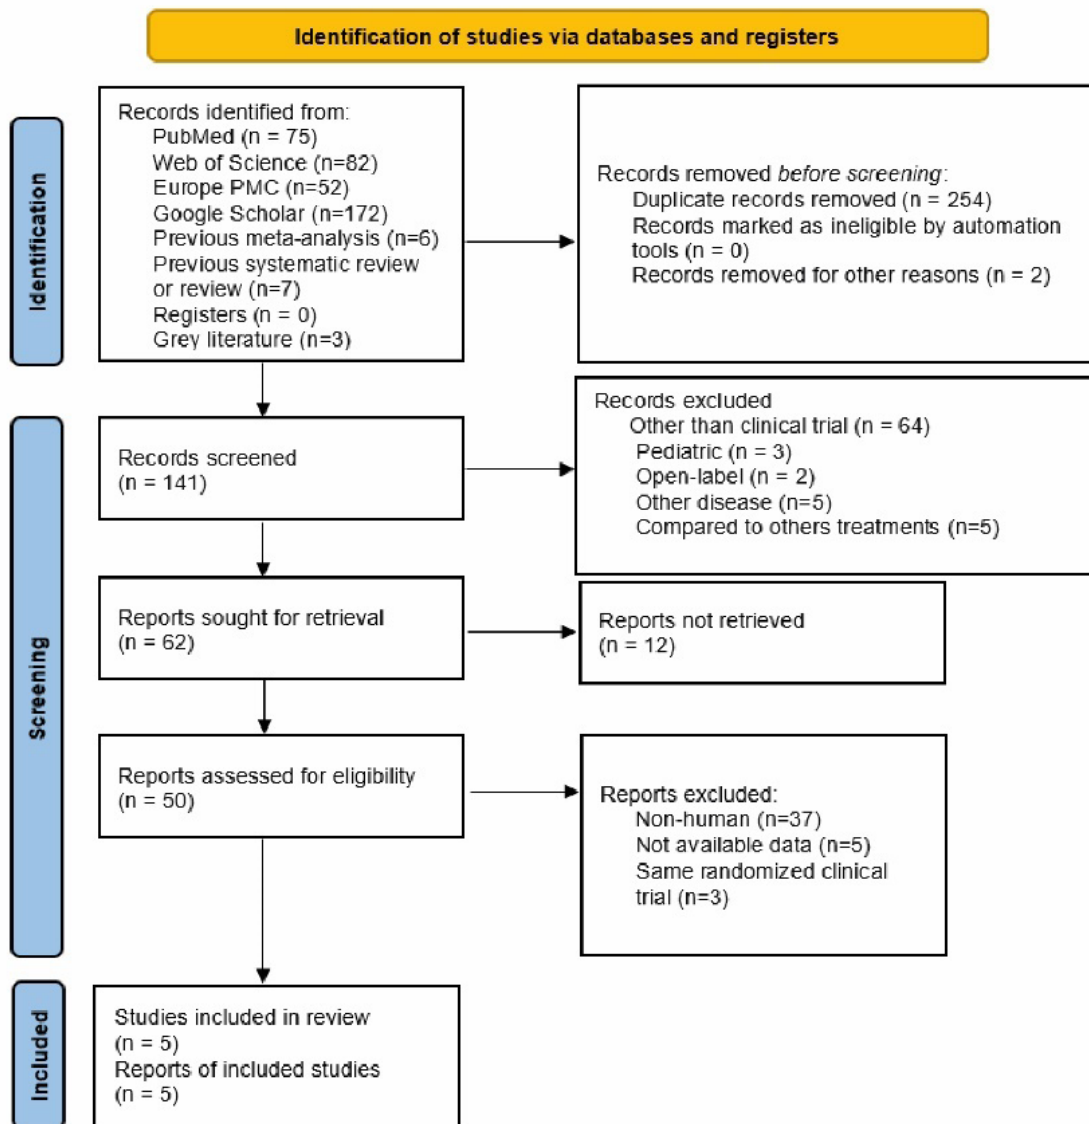 Identification of studies via databases and registers
Identification
Records identified from:
PubMed (n = 75)
Web of Science (n=82)
Europe PMC (n=52)
Google Scholar (n=172)
Previous meta-analysis (n=6)
Previous systematic review
or review (n=7)
Registers (n = 0)
Grey literature (n=3)
Records removed before screening:
Duplicate records removed (n = 254)
Records marked as ineligible by automation
tools (n = 0)
Records removed for other reasons (n = 2)
Screening
Records screened
(n = 141)
Records excluded
Other than clinical trial (n = 64)
Pediatric (n = 3)
Open-label (n = 2)
Other disease (n=5)
Compared to others treatments (n=5)
Reports sought for retrieval
(n = 62)
Reports not retrieved
(n = 12)
Reports assessed for eligibility
(n = 50)
Reports excluded:
Non-human (n=37)
Not available data (n=5)
Same randomized clinical
trial (n=3)
Included
Studies included in review
(n = 5)
Reports of included studies
(n = 5)